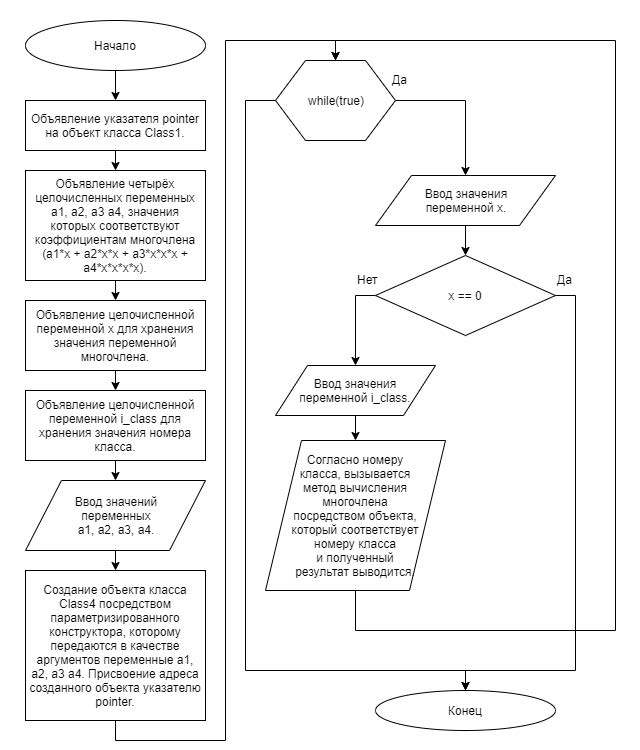 Начало
Объявление указателя pointer
на объект класса Class1.
Объявление четырёх
целочисленных переменных
a1, a2, a3 a4, значения
которых соответствуют
коэффициентам многочлена
(a1*x + a2*x*x + a3*x*x*x +
a4*x*x*x*x).
Объявление целочисленной
переменной x для хранения
значения переменной
многочлена.
Объявление целочисленной
переменной i_class для
хранения значения номера
класса.
Ввод значений
переменных
a1, a2, a3, a4.
Создание объекта класса
Class4 посредством
параметризированного
конструктора, которому
передаются в качестве
аргументов переменные a1,
a2, a3 a4. Присвоение адреса
созданного объекта указателю
pointer.
while(true)
Да
Ввод значения
переменной x.
x == 0
Нет
Да
Ввод значения
переменной i_class.
Согласно номеру
класса, вызывается
метод вычисления
многочлена
посредством объекта,
который соответствует
номеру класса
и полученный
результат выводится.
Конец